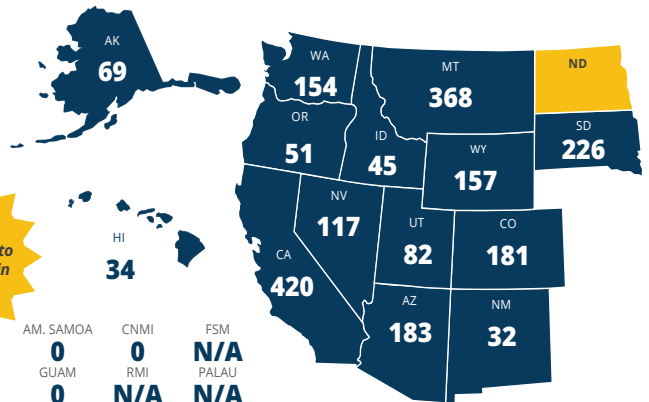 AK
69
WA
154
MT
368
ND
OR
51
ID
45
SD
226
WY
157
NV
117
UT
82
CO
181
HI
34
CA
420
AZ
183
NM
32
to
in
AM. SAMOA CNMI FSM
0 0 N/A
GUAM RMI PALAU
0 N/A N/A